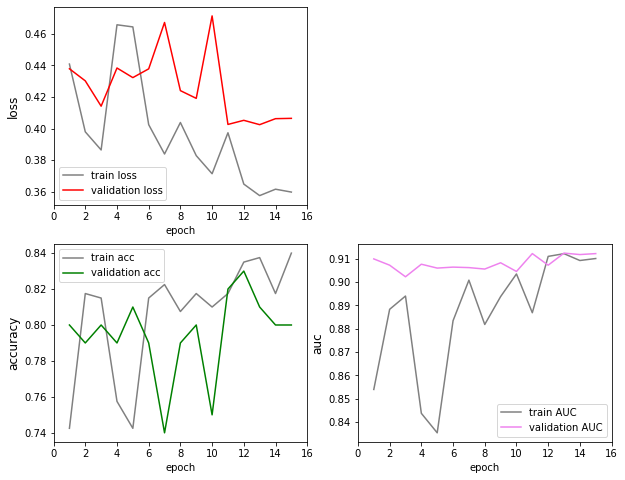 loss
0.46
0.44
0.42
0.40
0.38
0.36
train loss
validation loss
0 2 4 6 8 10 12 14 16
epoch
accuracy
0.84
0.82
0.80
0.78
0.76
0.74
train acc
validation acc
0 2 4 6 8 10 12 14 16
epoch
auc
0.91
0.90
0.89
0.88
0.87
0.86
0.85
0.84
train AUC
validation AUC
0 2 4 6 8 10 12 14 16
epoch